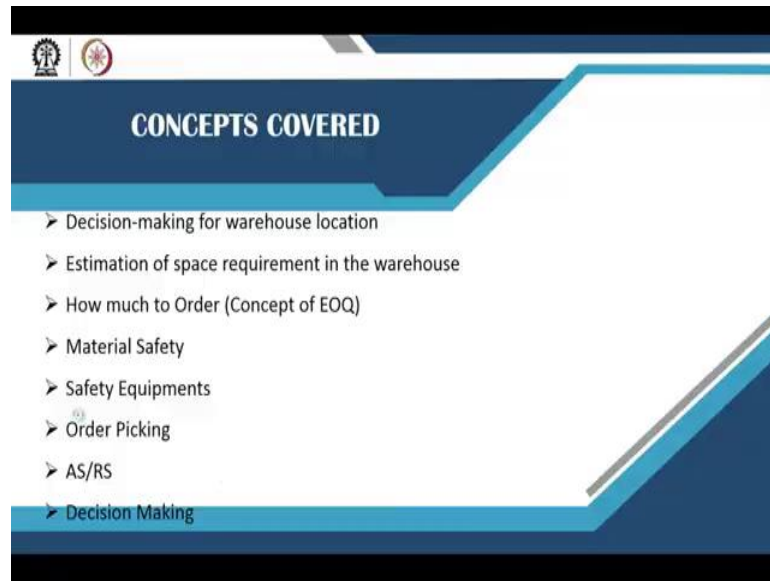 CONCEPTS COVERED
➤ Decision-making for warehouse location
➤ Estimation of space requirement in the warehouse
➤ How much to Order (Concept of EOQ)
➤ Material Safety
➤ Safety Equipments
➤ Order Picking
➤ AS/RS
➤ Decision Making